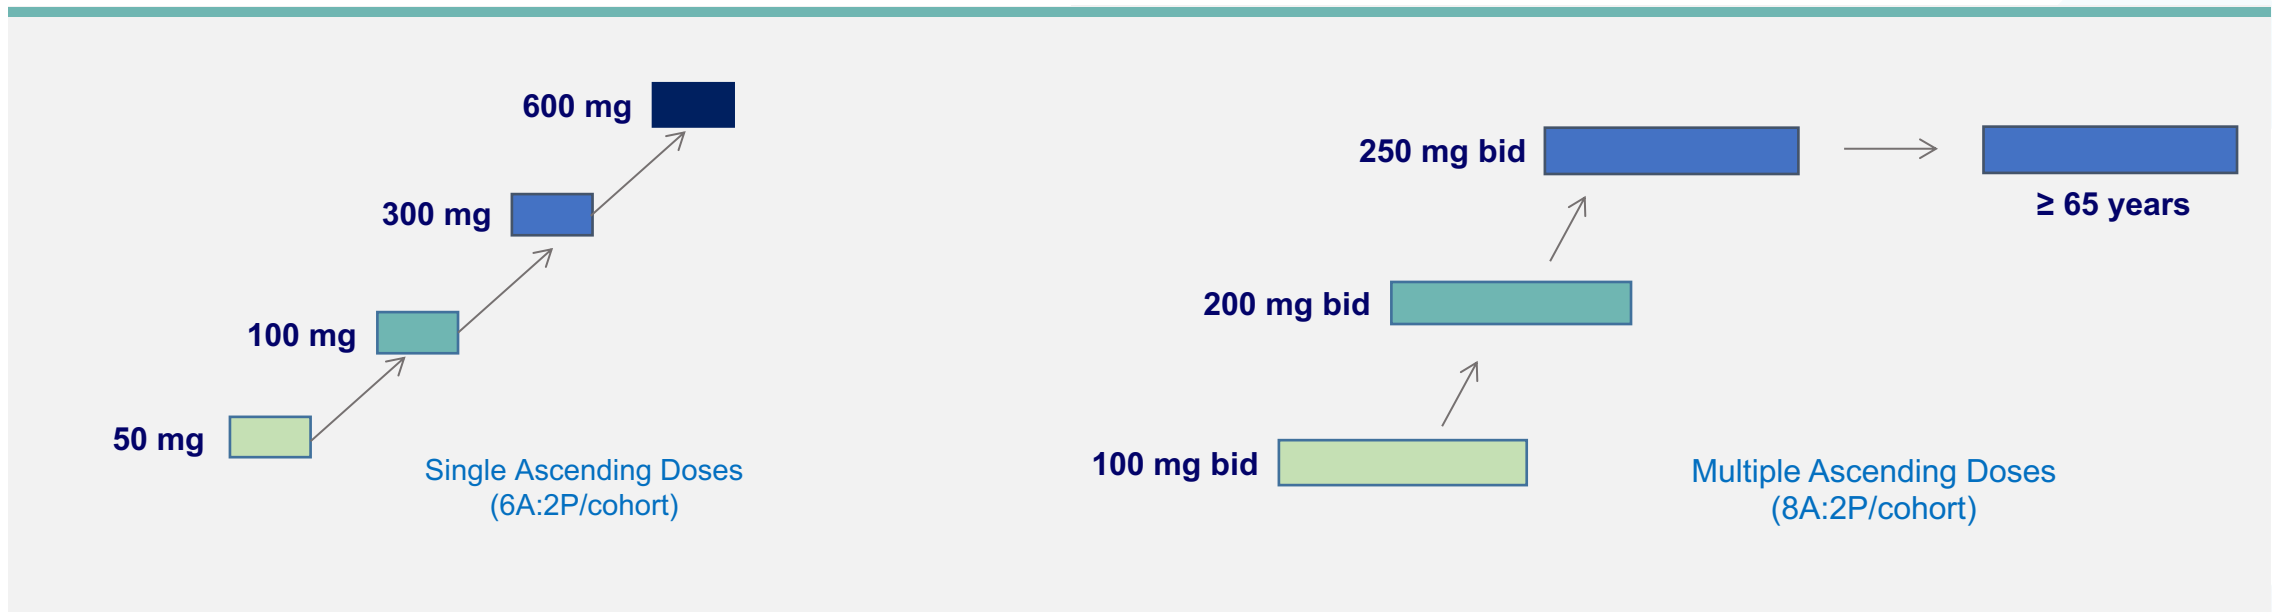 600 mg
300 mg
100 mg
50 mg
Single Ascending Doses
(6A:2P/cohort)
250 mg bid
≥ 65 years
200 mg bid
100 mg bid
Multiple Ascending Doses
(8A:2P/cohort)